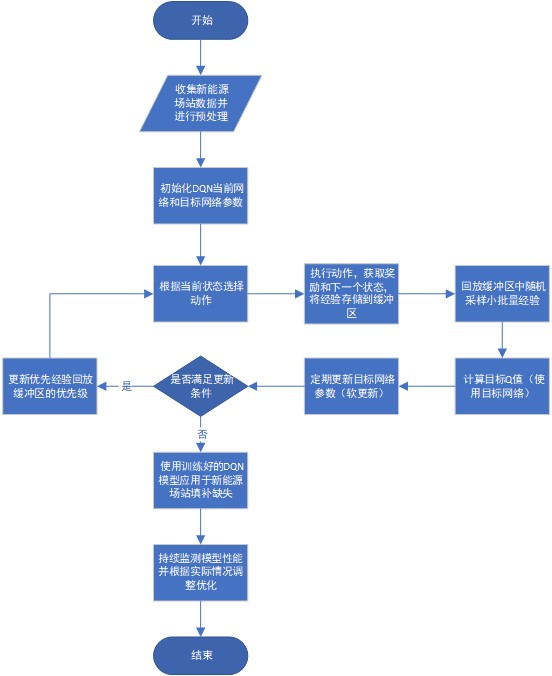 开始
收集新能源
场站数据并
进行预处理
初始化DQN当前网
络和目标网络参数
根据当前状态选择
动作
执行动作，获取奖
励和下一个状态，
将经验存储到缓冲
区
回放缓冲区中随机
采样小批量经验
计算目标Q值（使
用目标网络）
定期更新目标网络
参数（软更新）
是否满足更新
条件
是
更新优先经验回放
缓冲区的优先级
否
使用训练好的DQN
模型应用于新能源
场站填补缺失
持续监测模型性能
并根据实际情况调
整优化
结束